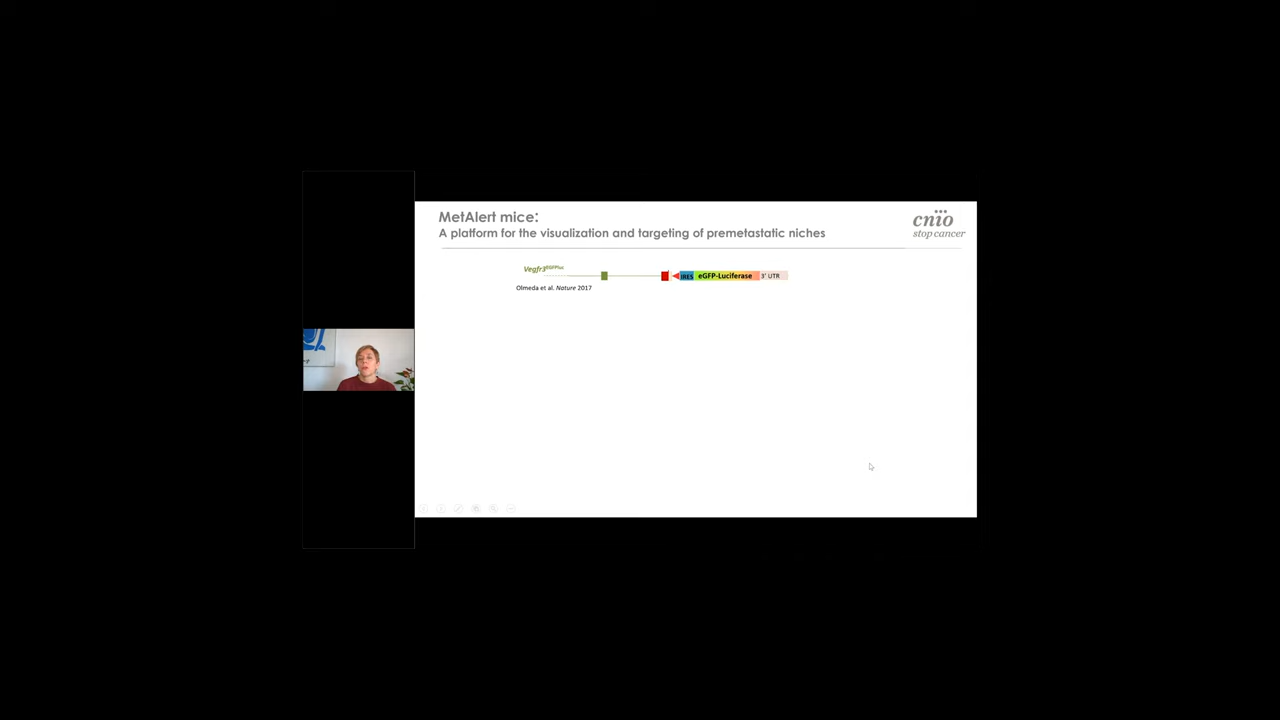 MetAlert mice:
A platform for the visualization and targeting of premetastatic niches
cnio
stop cancer
Vegfr3EGFPluc
IRES eGFP-Luciferase 3' UTR
Olmeda et al. Nature 2017